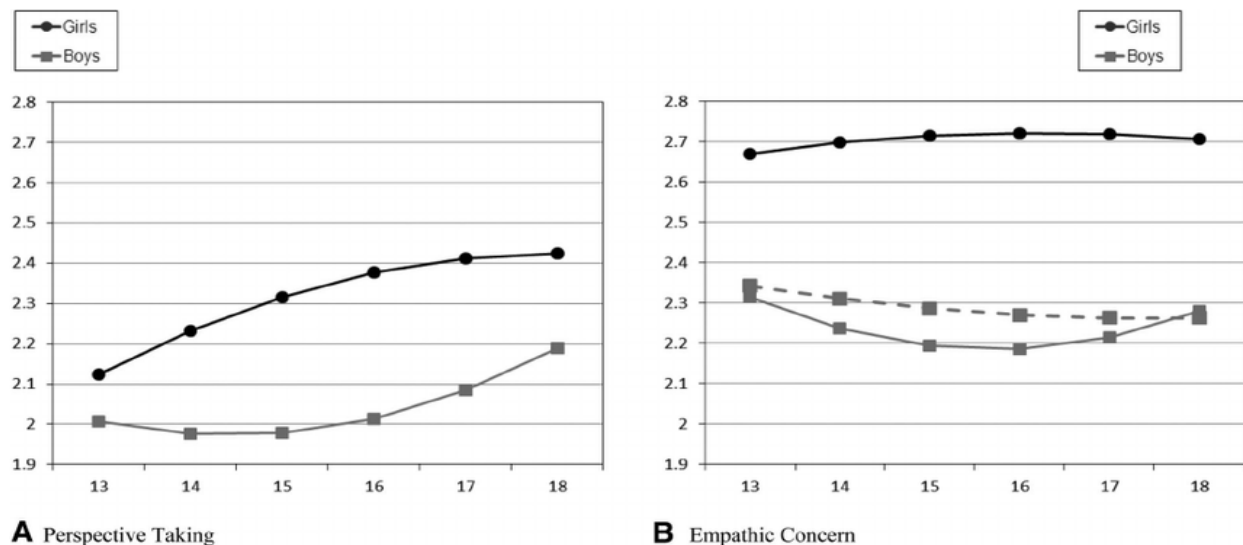 Girls
Boys
2.8
2.7
2.6
2.5
2.4
2.3
2.2
2.1
2
1.9
13 14 15 16 17 18
A Perspective Taking
Girls
Boys
2.8
2.7
2.6
2.5
2.4
2.3
2.2
2.1
2
1.9
13 14 15 16 17 18
B Empathic Concern